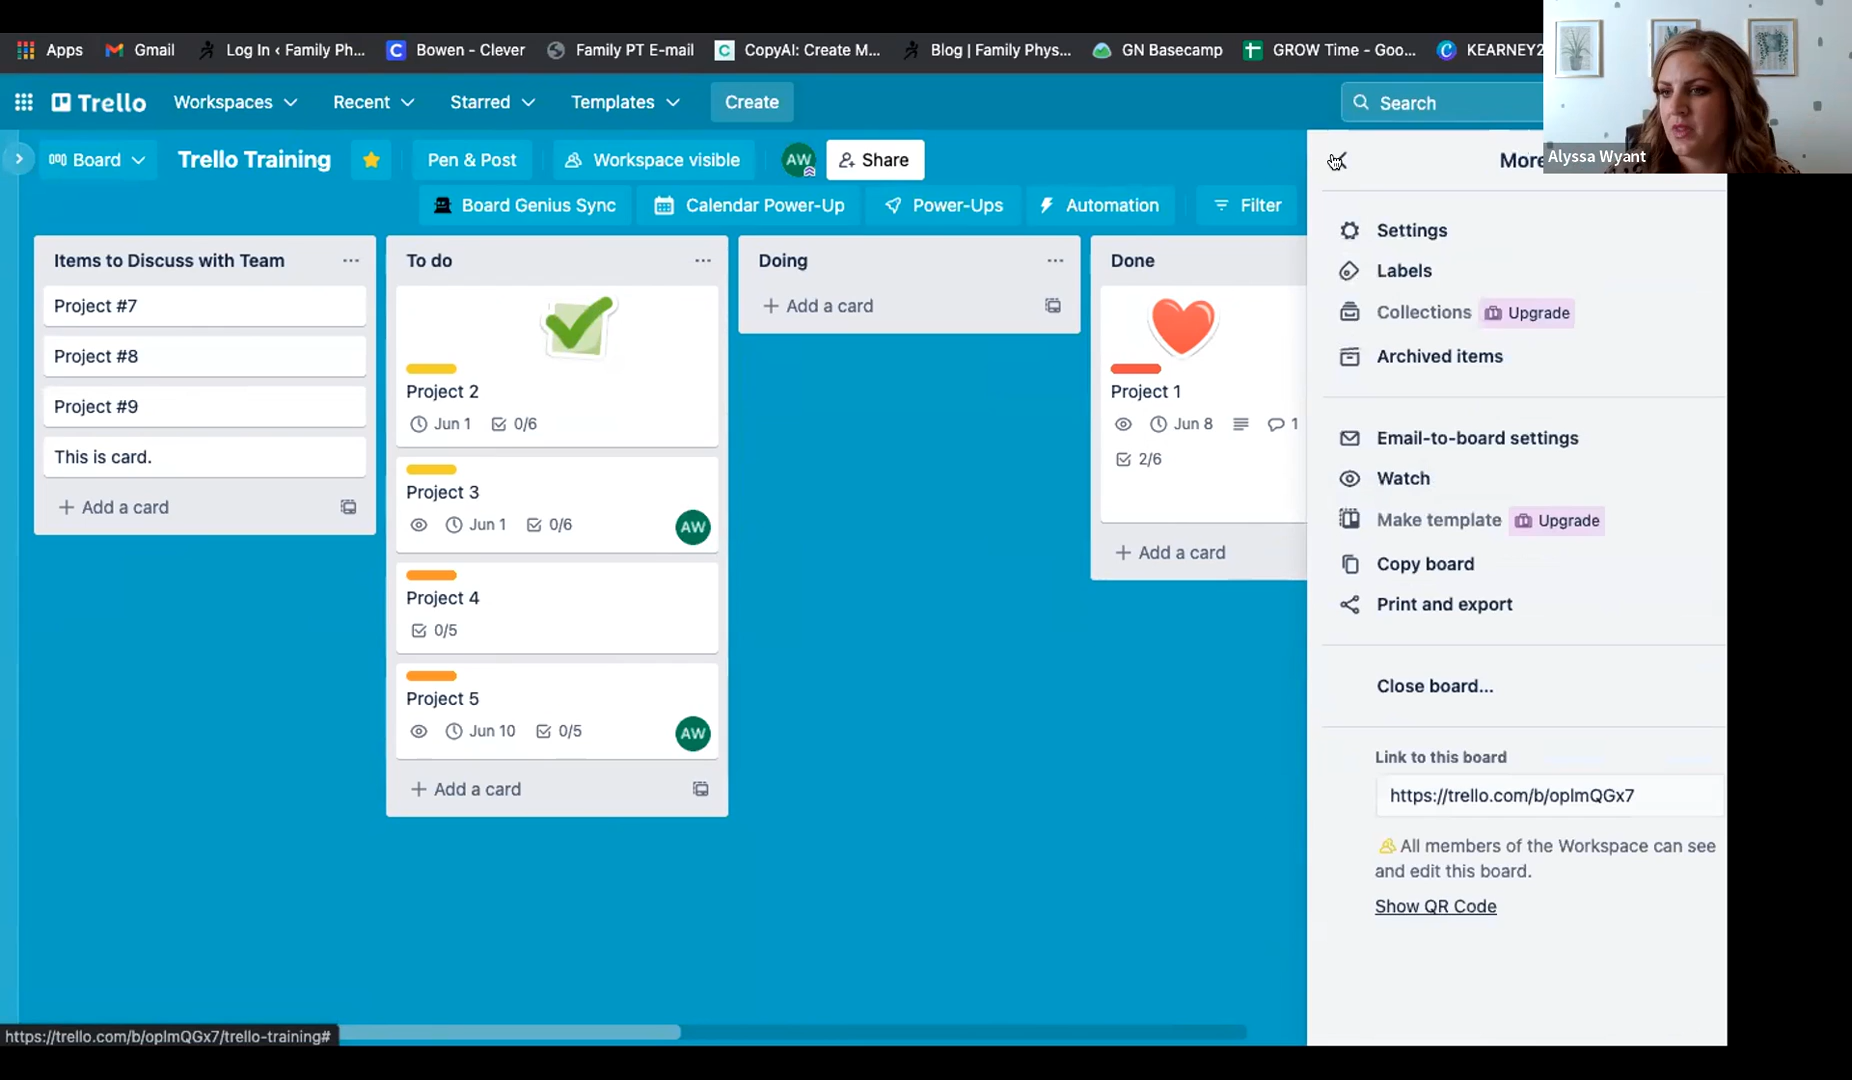 Apps Gmail Log In ‹ Family Ph... Bowen - Clever Family PT E-mail CopyAI: Create M... Blog | Family Phys... GN Basecamp GROW Time - Goo... KEARNEY2
Trello Workspaces Recent Starred Templates Create Search
Alyssa Wyant
Board Trello Training Pen & Post Workspace visible AW Share
More
Board Genius Sync Calendar Power-Up Power-Ups Automation Filter
Items to Discuss with Team
Project #7
Project #8
Project #9
This is card.
+ Add a card
To do
Project 2
Jun 1 0/6
Project 3
Jun 1 0/6 AW
Project 4
0/5
Project 5
Jun 10 0/5 AW
+ Add a card
Doing
+ Add a card
Done
Project 1
Jun 8 1
2/6
+ Add a card
Settings
Labels
Collections Upgrade
Archived items
Email-to-board settings
Watch
Make template Upgrade
Copy board
Print and export
Close board...
Link to this board
https://trello.com/b/oplmQGx7
All members of the Workspace can see
and edit this board.
Show QR Code
https://trello.com/b/oplmQGx7/trello-training#